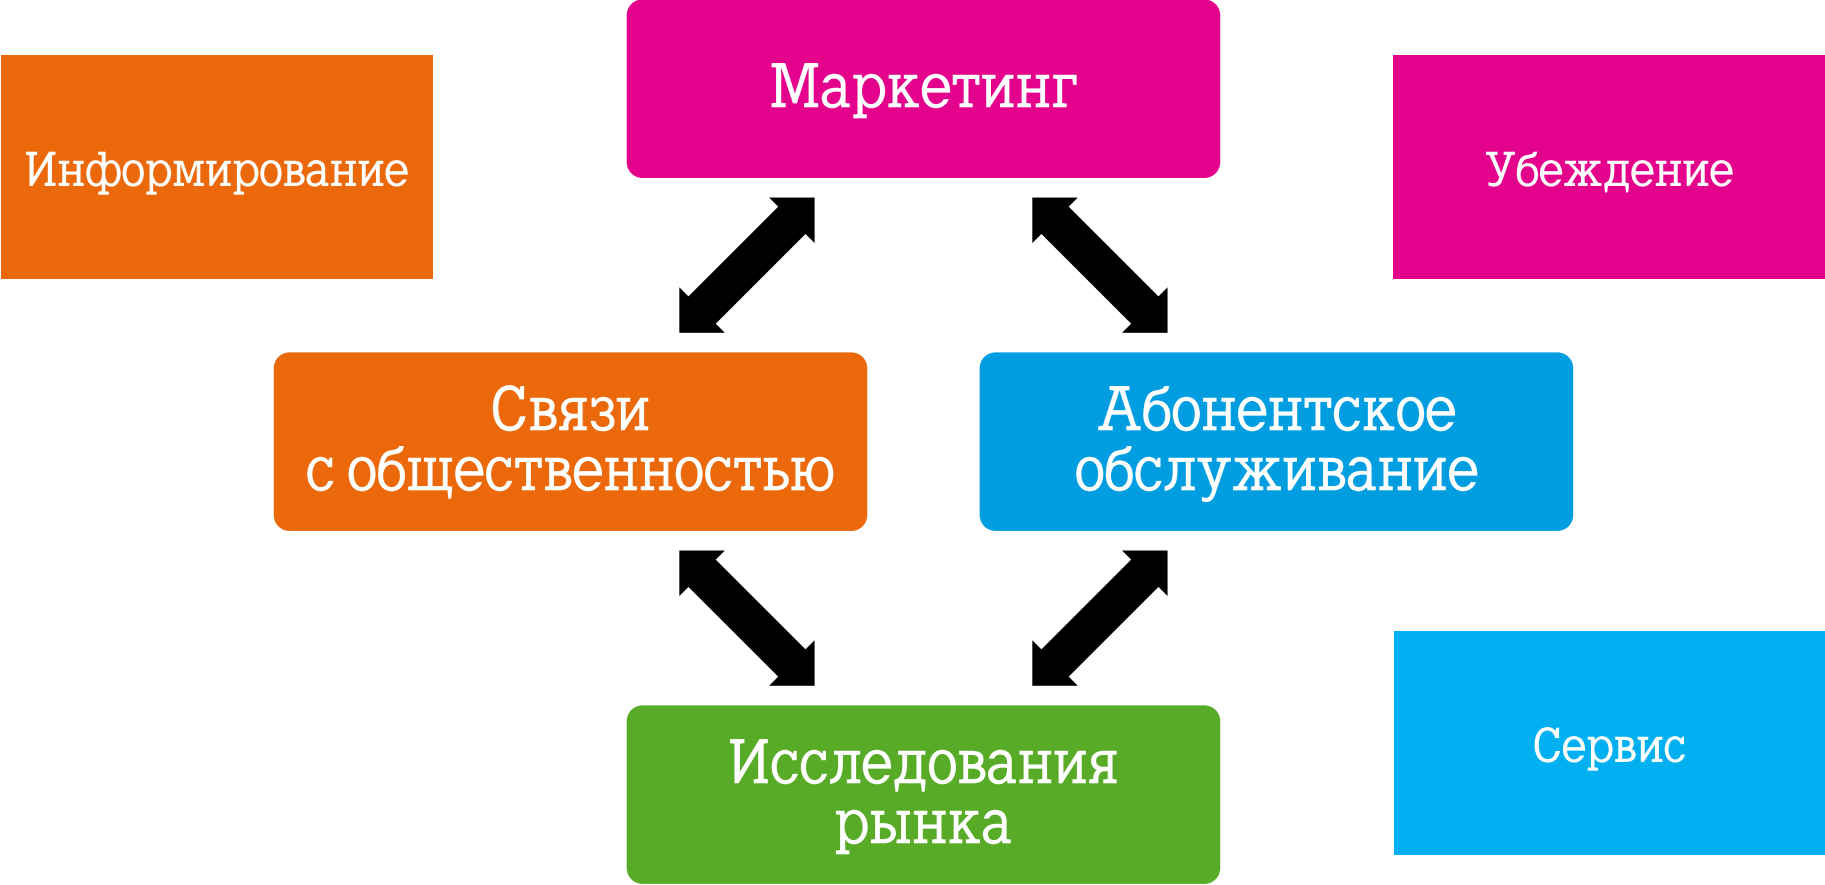 Маркетинг
Информирование
Убеждение
Связи
с общественностью
Абонентское
обслуживание
Исследования
рынка
Сервис